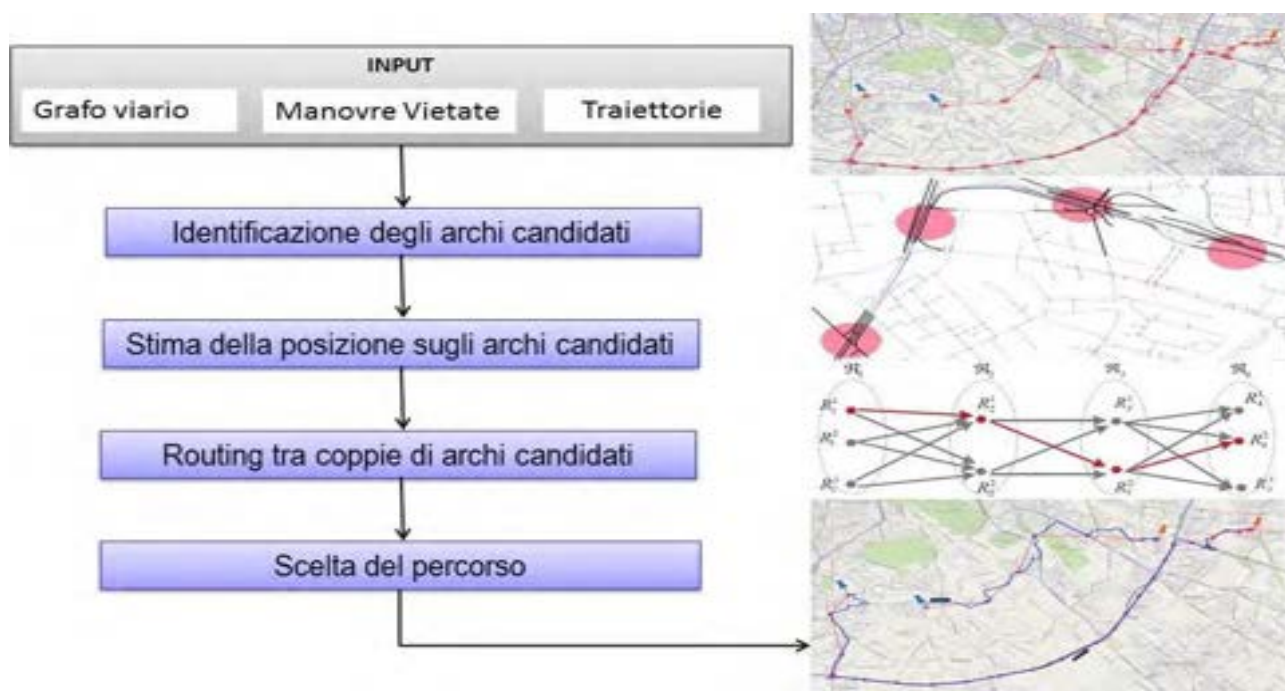 INPUT
Grafo viario Manovre Vietate Traiettorie
Identificazione degli archi candidati
Stima della posizione sugli archi candidati
Routing tra coppie di archi candidati
Scelta del percorso